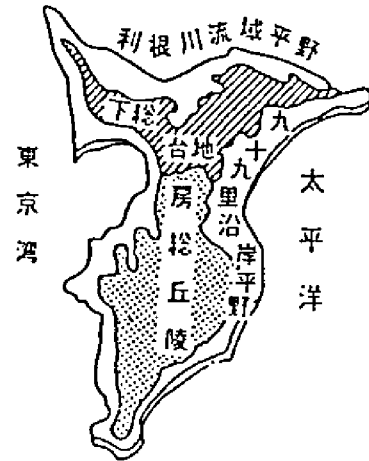 利根川流域平野
下総台地
九十九里沿岸平野
東京湾
太平洋
房総丘陵